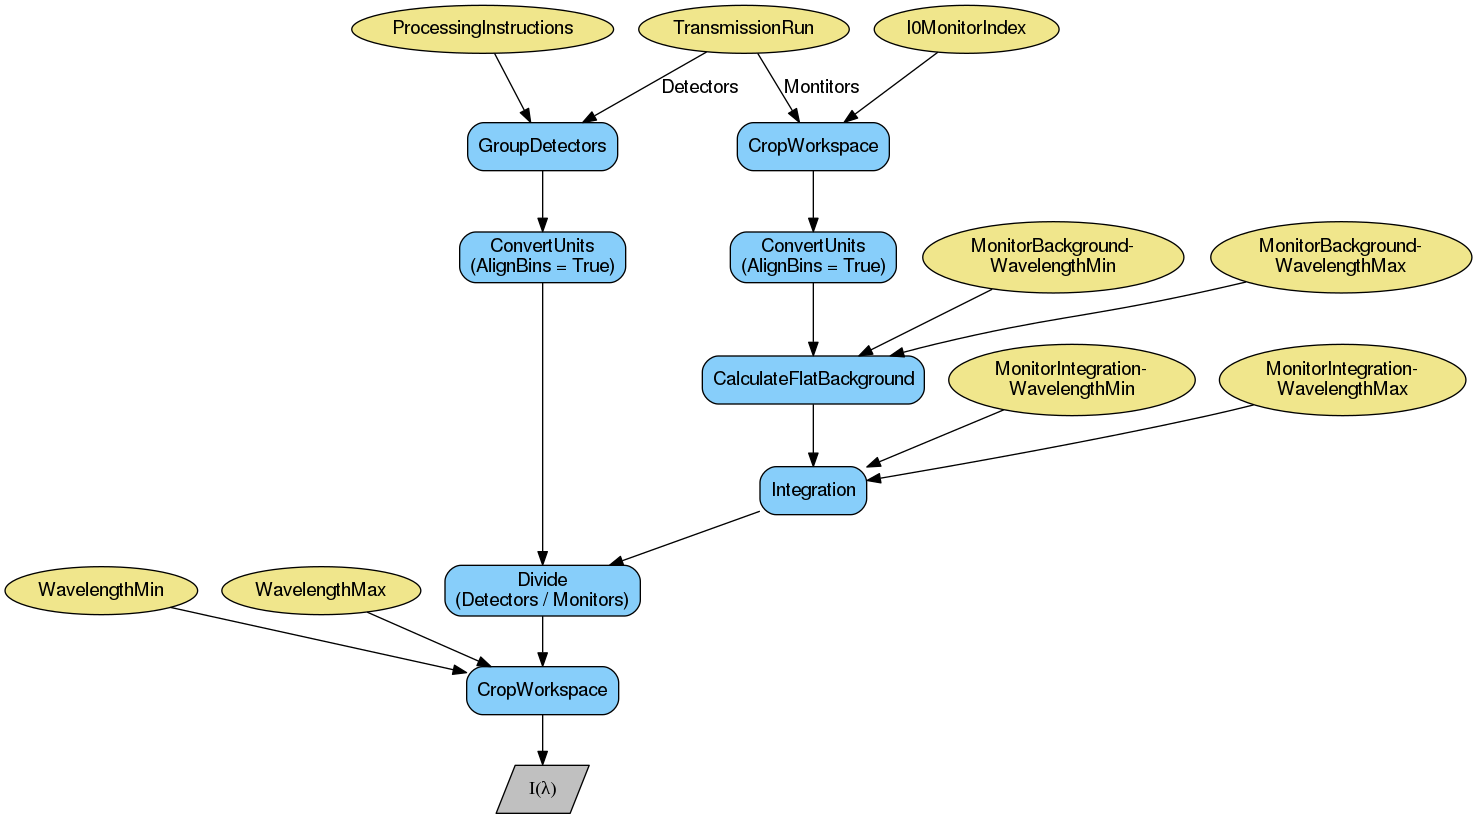 ProcessingInstructions
TransmissionRun
I0MonitorIndex
Detectors
Montitors
GroupDetectors
CropWorkspace
ConvertUnits
(AlignBins = True)
ConvertUnits
(AlignBins = True)
MonitorBackground-
WavelengthMin
MonitorBackground-
WavelengthMax
CalculateFlatBackground
MonitorIntegration-
WavelengthMin
MonitorIntegration-
WavelengthMax
Integration
WavelengthMin
WavelengthMax
Divide
(Detectors / Monitors)
CropWorkspace
I(λ)